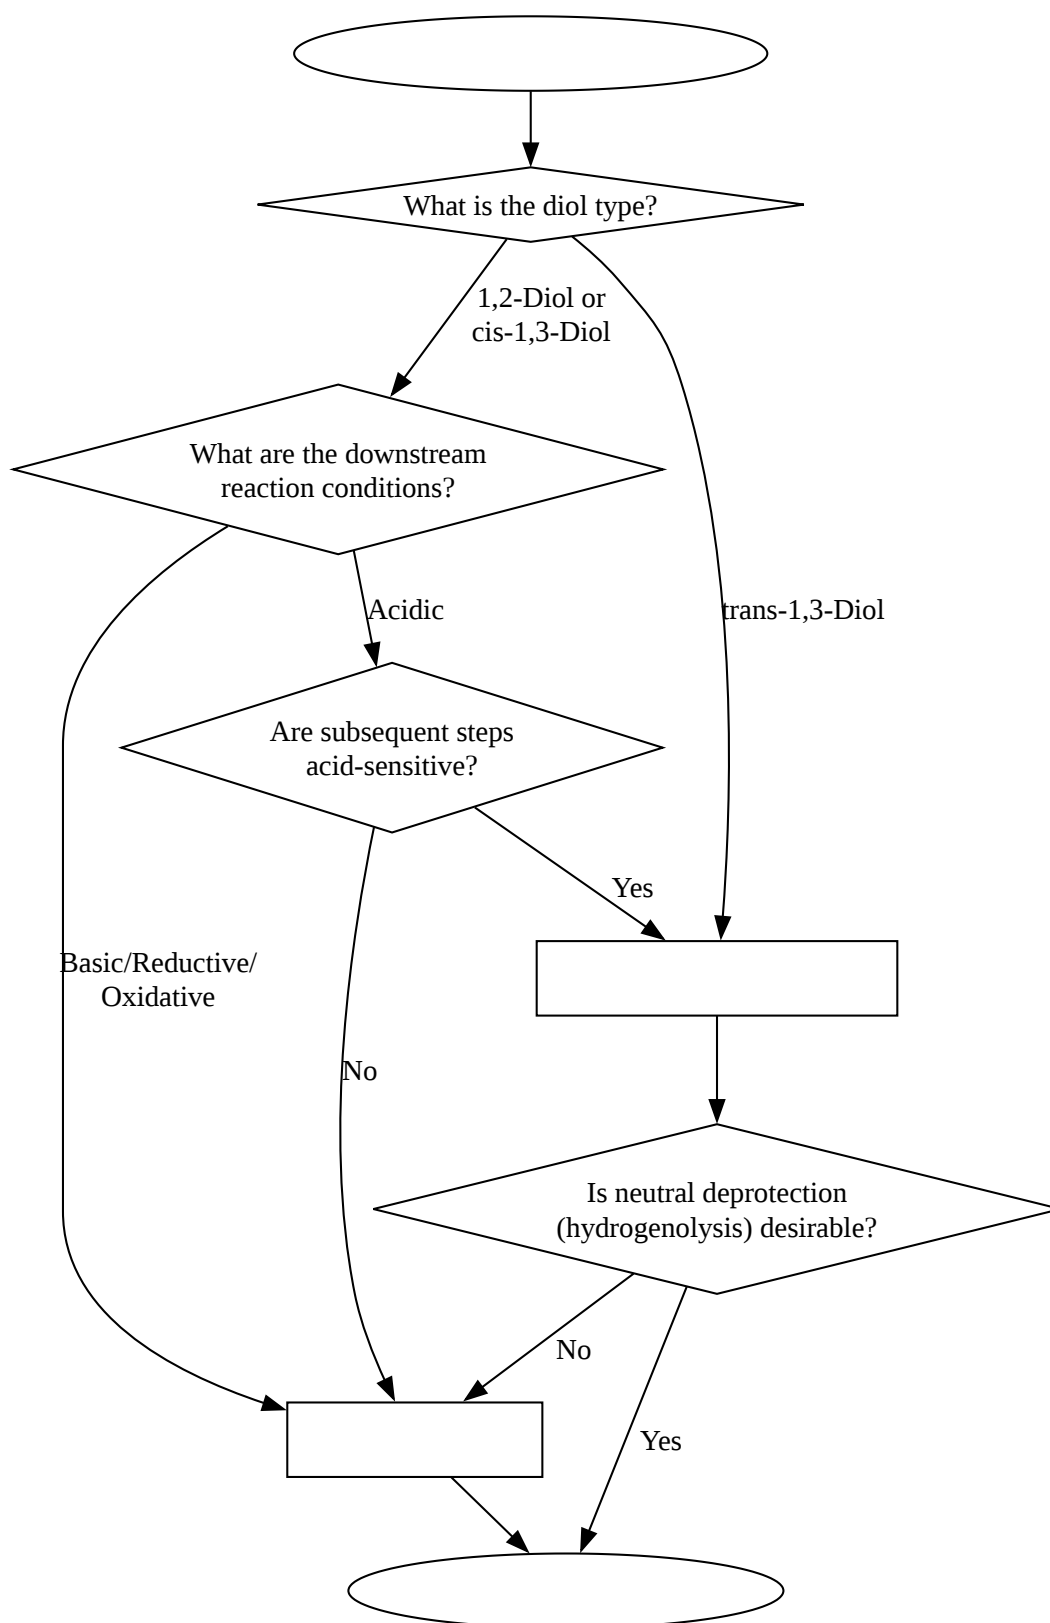 What is the diol type?
1,2-Diol or
cis-1,3-Diol
What are the downstream
reaction conditions?
Acidic
trans-1,3-Diol
Are subsequent steps
acid-sensitive?
Yes
Basic/Reductive/
Oxidative
No
Is neutral deprotection
(hydrogenolysis) desirable?
No
Yes